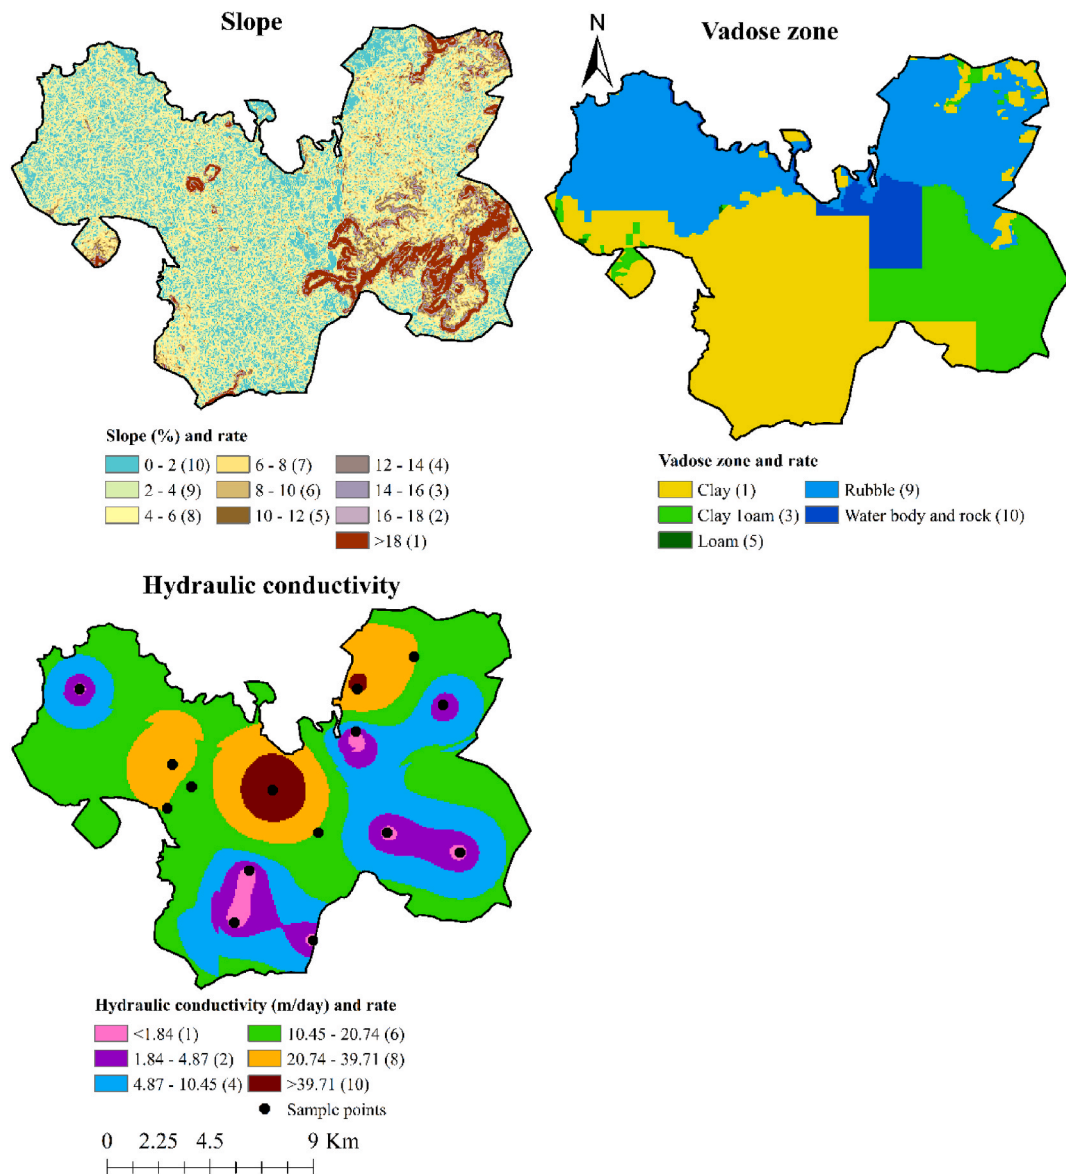 Slope
N
Vadose zone
Slope (%) and rate
0 - 2 (10)
6 - 8 (7)
12 - 14 (4)
2 - 4 (9)
8 - 10 (6)
14 - 16 (3)
4 - 6 (8)
10 - 12 (5)
16 - 18 (2)
>18 (1)
Vadose zone and rate
Clay (1)
Rubble (9)
Clay loam (3)
Water body and rock (10)
Loam (5)
Hydraulic conductivity
Hydraulic conductivity (m/day) and rate
<1.84 (1)
10.45 - 20.74 (6)
1.84 - 4.87 (2)
20.74 - 39.71 (8)
4.87 - 10.45 (4)
>39.71 (10)
Sample points
0 2.25 4.5 9 Km